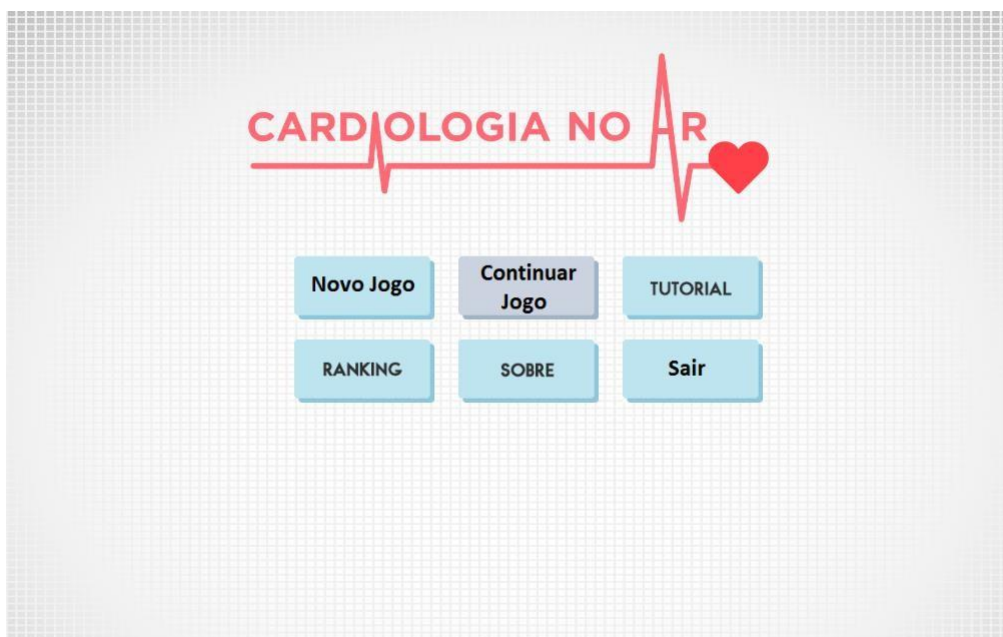 CARDIOLOGIA NO AR
Novo Jogo
Continuar
Jogo
TUTORIAL
RANKING
SOBRE
Sair